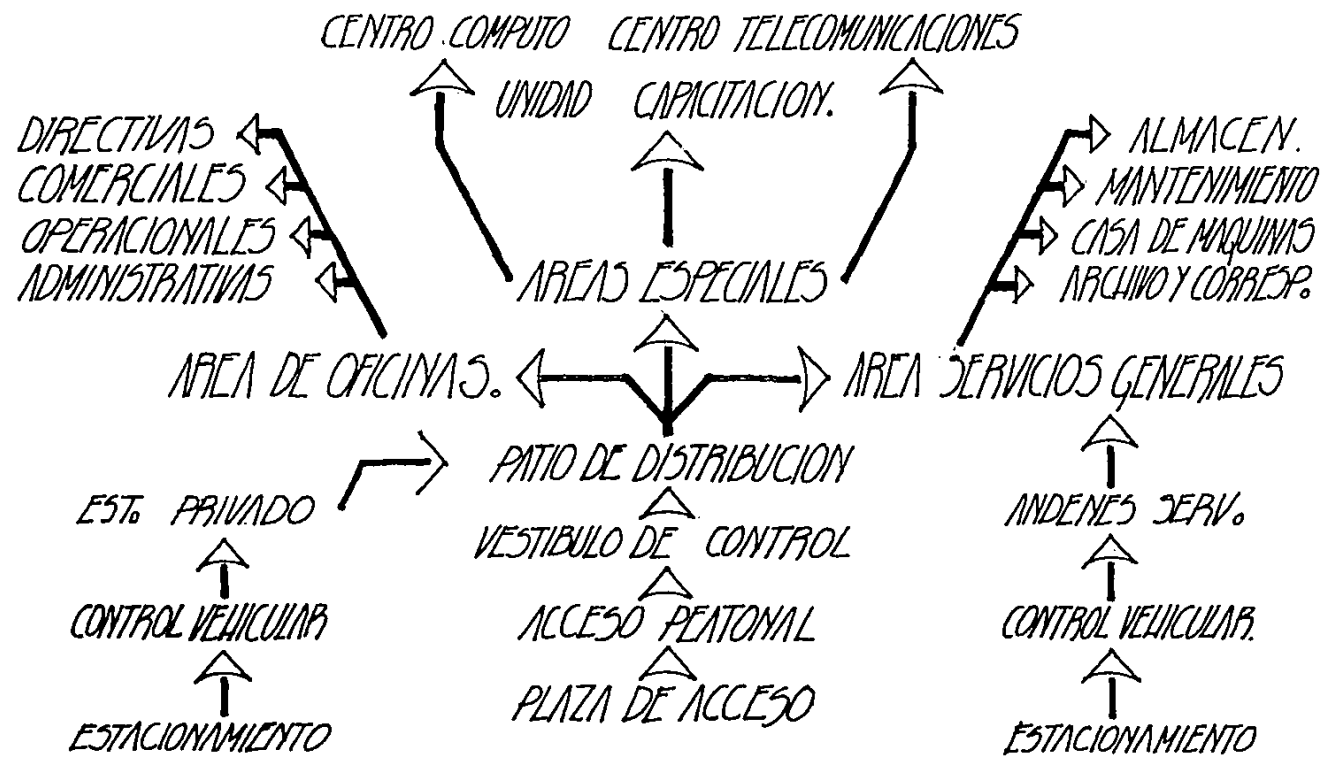 CENTRO COMPUTO CENTRO TELECOMUNICACIONES
UNIDAD CAPACITACION.
DIRECTIVAS
COMERCIALES
OPERACIONALES
ADMINISTRATIVAS
ALMACEN.
MANTENIMIENTO
CASA DE MAQUINAS
ARCHIVO Y CORRESP.
AREAS ESPECIALES
AREA DE OFICINAS.
AREA SERVICIOS GENERALES
PATIO DE DISTRIBUCION
EST. PRIVADO
ANDENES SERV.
VESTIBULO DE CONTROL
CONTROL VEHICULAR
ACCESO PEATONAL
CONTROL VEHICULAR.
PLAZA DE ACCESO
ESTACIONAMIENTO
ESTACIONAMIENTO